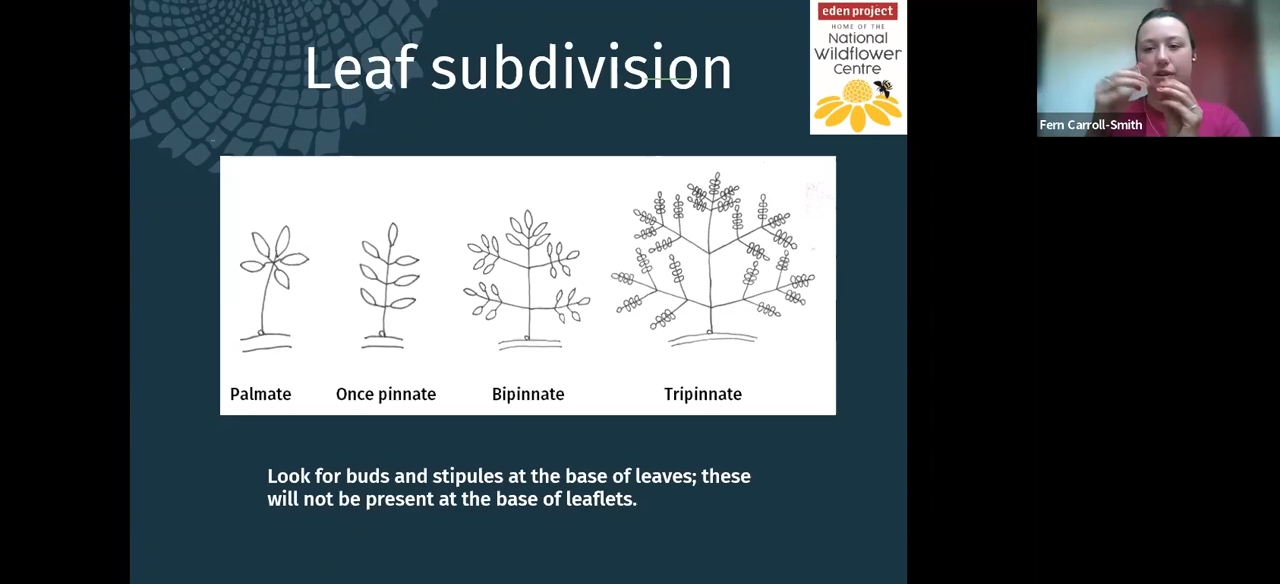 Leaf subdivision
eden project
HOME OF THE
National
Wildflower
Centre
Fern Carroll-Smith
Palmate
Once pinnate
Bipinnate
Tripinnate
Look for buds and stipules at the base of leaves; these
will not be present at the base of leaflets.